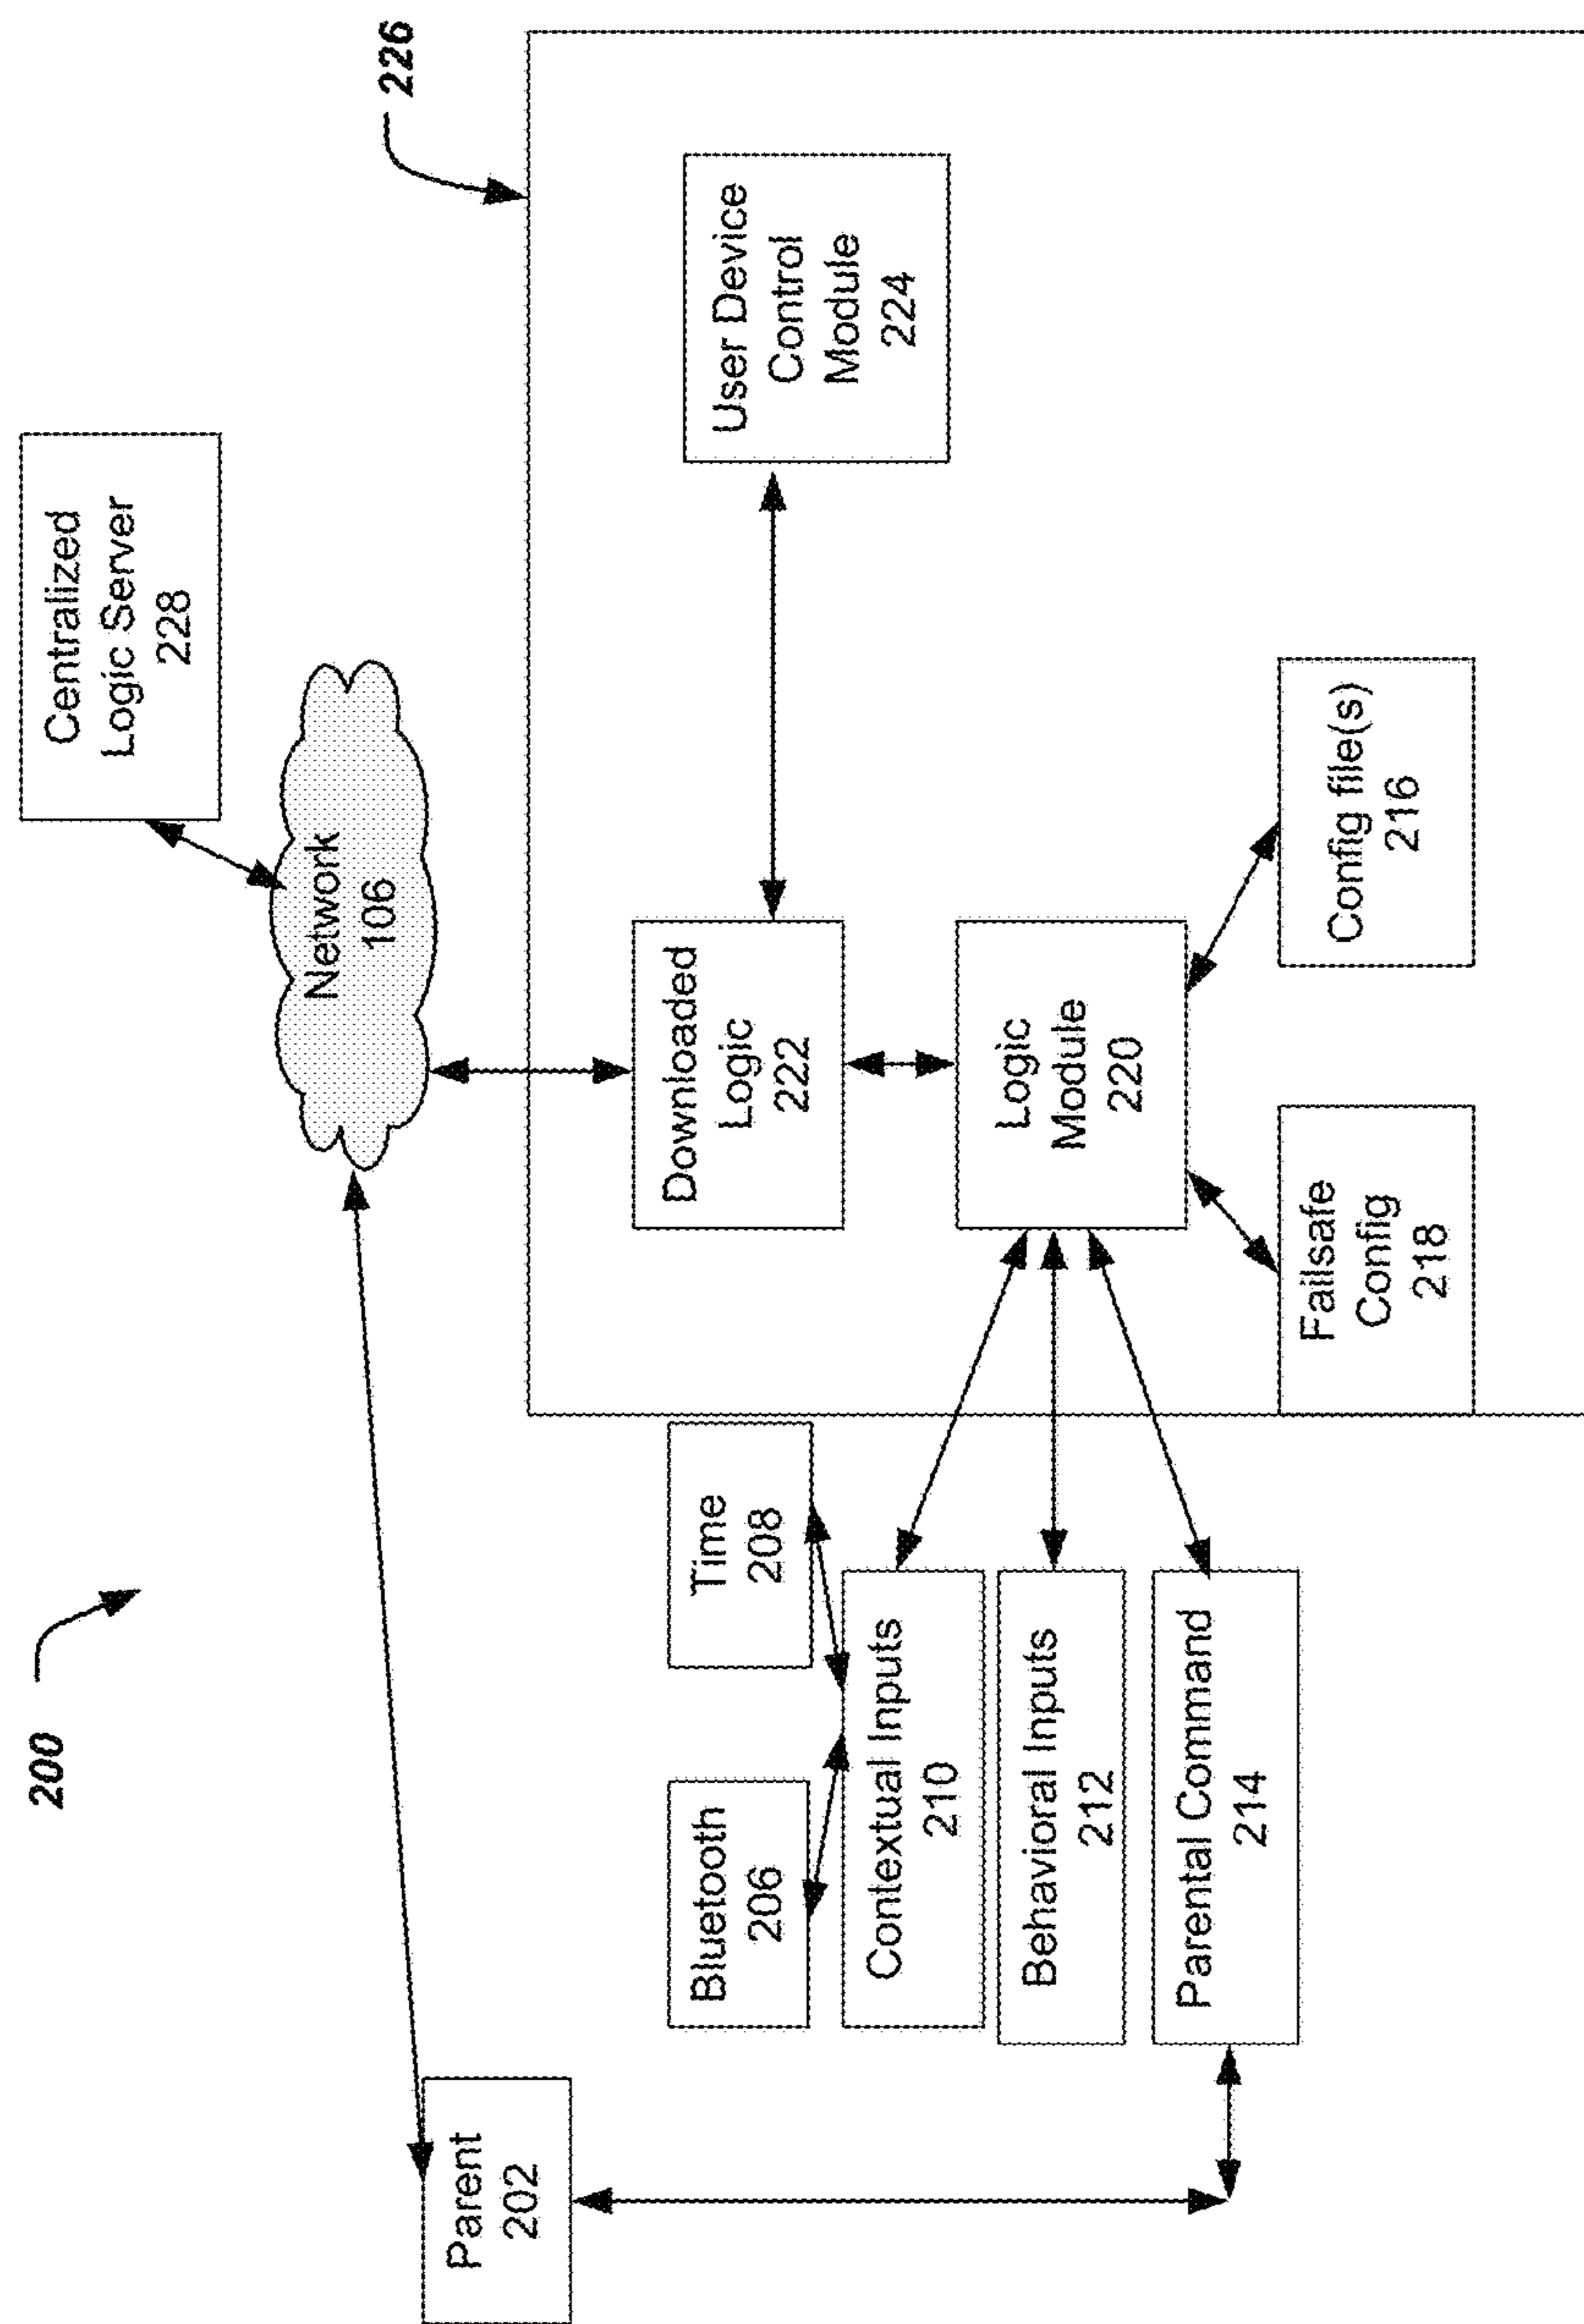 200
Centralized
Logic Server
228
Network
106
226
Parent
202
Downloaded
Logic
222
User Device
Control
Module
224
Bluetooth
206
Time
208
Contextual Inputs
210
Behavioral Inputs
212
Logic
Module
220
Parental Command
214
Failsafe
Config
218
Config file(s)
216